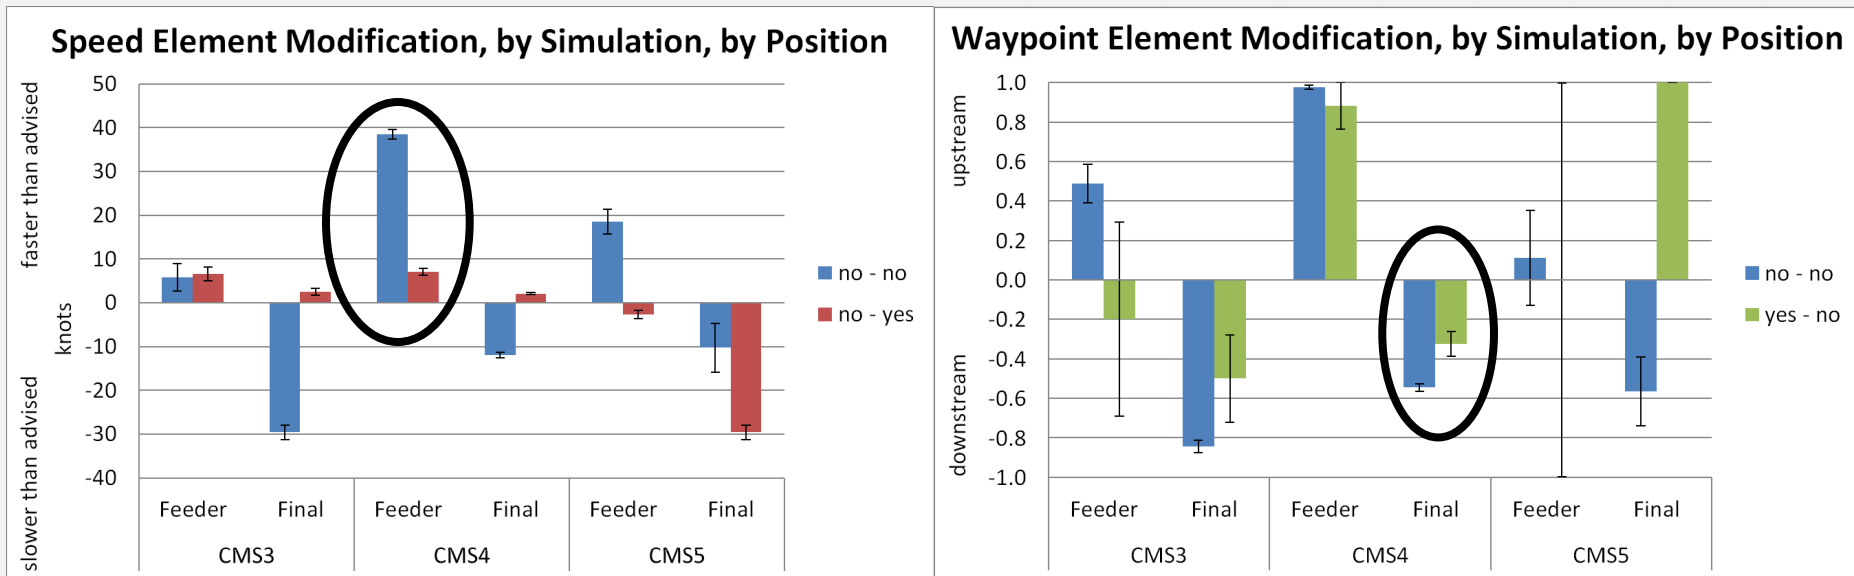 Speed Element Modification, by Simulation, by Position
faster than advised
knots
slower than advised
50
40
30
20
10
0
-10
-20
-30
-40
Feeder Final Feeder Final Feeder Final
CMS3 CMS4 CMS5
no - no
no - yes
Waypoint Element Modification, by Simulation, by Position
upstream
downstream
1.0
0.8
0.6
0.4
0.2
0.0
-0.2
-0.4
-0.6
-0.8
-1.0
Feeder Final Feeder Final Feeder Final
CMS3 CMS4 CMS5
no - no
yes - no